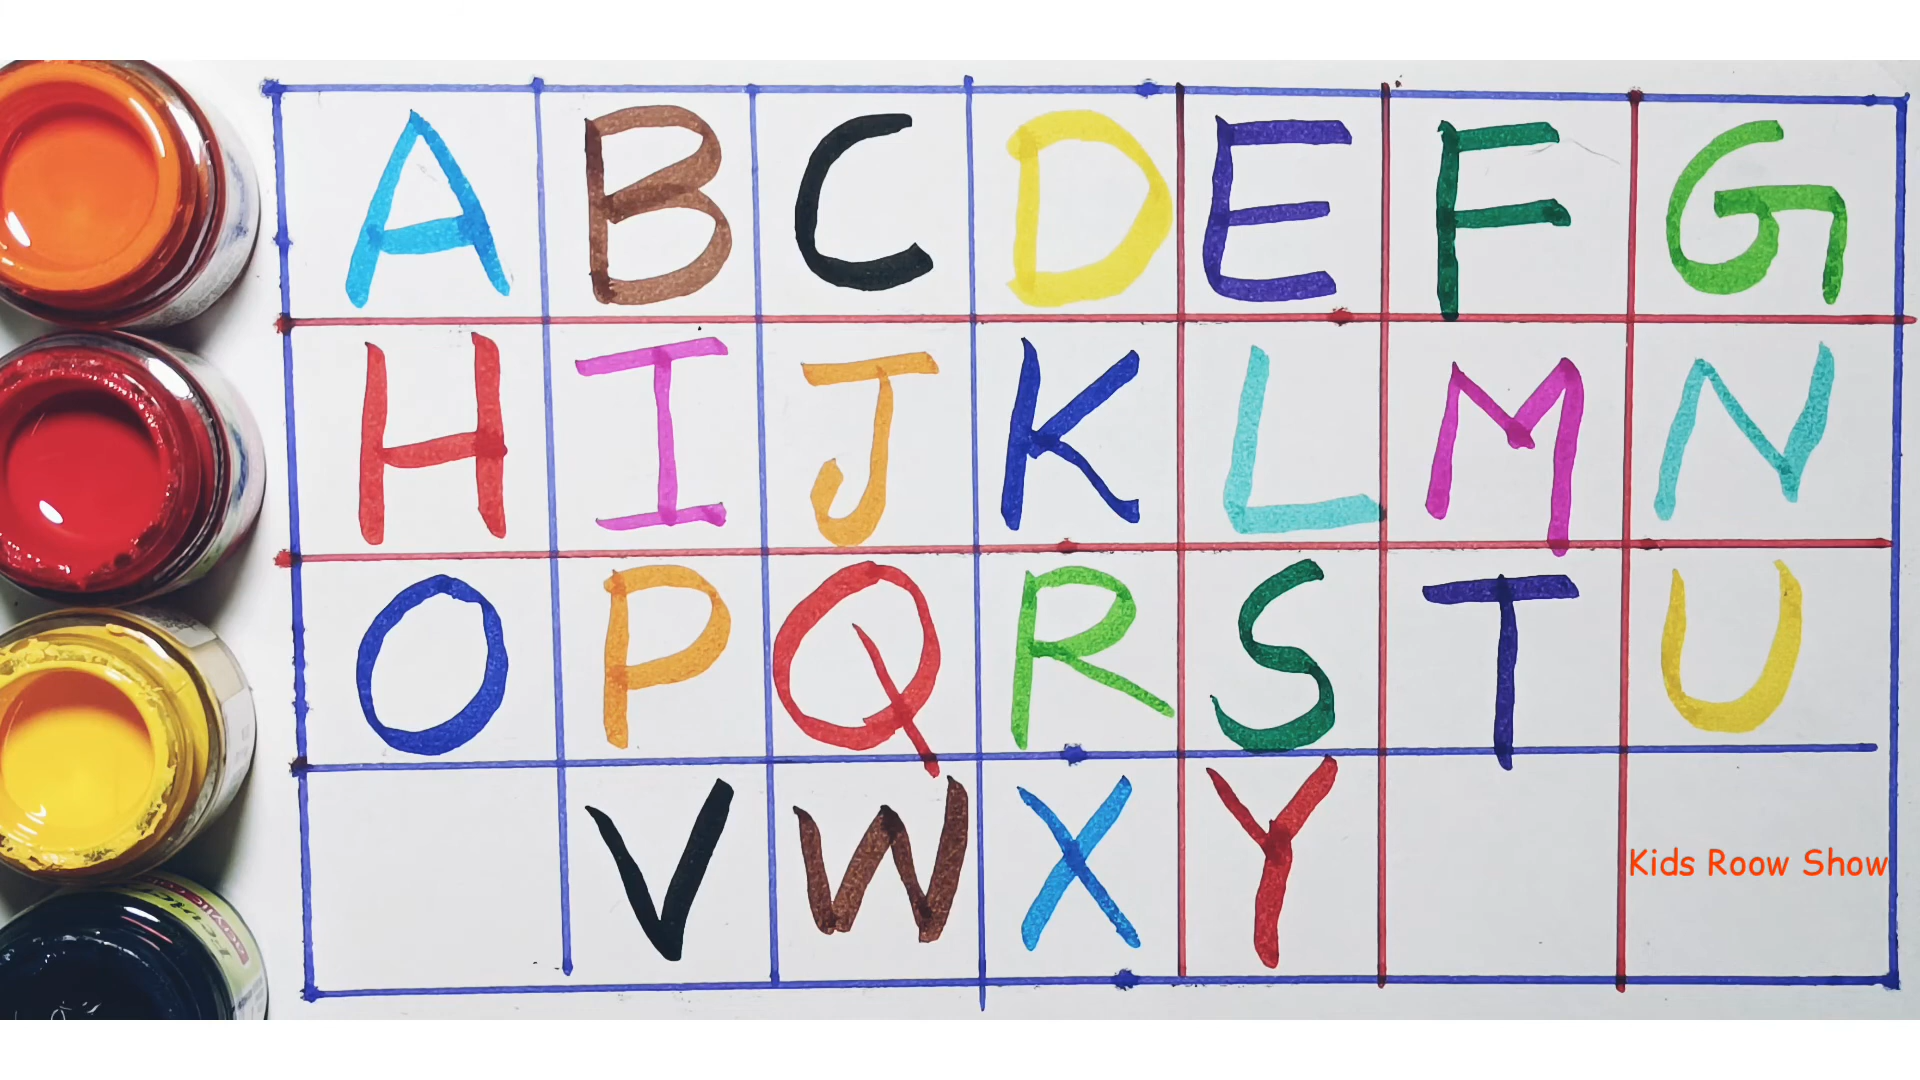 A B C D E F G
H I J K L M N
O P Q R S T U
V W X Y
Kids Roow Show